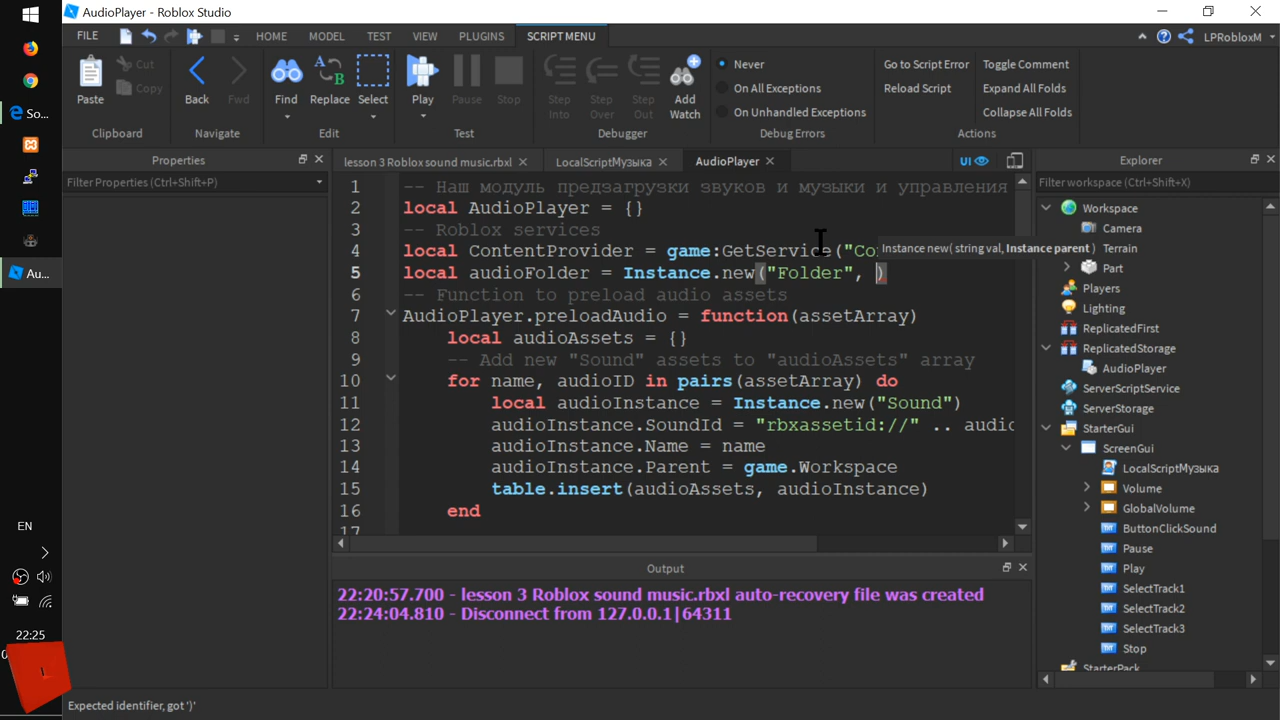 AudioPlayer - Roblox Studio
FILE HOME MODEL TEST VIEW PLUGINS SCRIPT MENU LPRobloxM
Paste Cut Copy Back Fwd Find Replace Select Play Pause Stop Step Into Step Over Step Out Add Watch
Never
On All Exceptions
On Unhandled Exceptions
Go to Script Error
Reload Script
Toggle Comment
Expand All Folds
Collapse All Folds
Clipboard Navigate Edit Test Debugger Debug Errors Actions
So...
Au...
EN
22:25
Properties
Filter Properties (Ctrl+Shift+P)
lesson 3 Roblox sound music.rbxl LocalScriptМузыка AudioPlayer UI
1 -- Наш модуль предзагрузки звуков и музыки и управления
2 local AudioPlayer = {}
3 -- Roblox services
4 local ContentProvider = game:GetService("Co
Instance new( string val, Instance parent )
5 local audioFolder = Instance.new("Folder", )
6 -- Function to preload audio assets
7 AudioPlayer.preloadAudio = function(assetArray)
8 local audioAssets = {}
9 -- Add new "Sound" assets to "audioAssets" array
10 for name, audioID in pairs(assetArray) do
11 local audioInstance = Instance.new("Sound")
12 audioInstance.SoundId = "rbxassetid://" .. audic
13 audioInstance.Name = name
14 audioInstance.Parent = game.Workspace
15 table.insert(audioAssets, audioInstance)
16 end
17
Output
22:20:57.700 - lesson 3 Roblox sound music.rbxl auto-recovery file was created
22:24:04.810 - Disconnect from 127.0.0.1|64311
Explorer
Filter workspace (Ctrl+Shift+X)
Workspace
Camera
Terrain
Part
Players
Lighting
ReplicatedFirst
ReplicatedStorage
AudioPlayer
ServerScriptService
ServerStorage
StarterGui
ScreenGui
LocalScriptМузыка
Volume
GlobalVolume
ButtonClickSound
Pause
Play
SelectTrack1
SelectTrack2
SelectTrack3
Stop
StarterPack
Expected identifier, got ')'